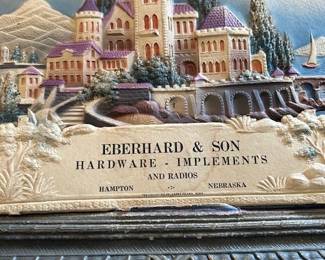 EBERHARD & SON
HARDWARE - IMPLEMENTS
AND RADIOS
HAMPTON NEBRASKA